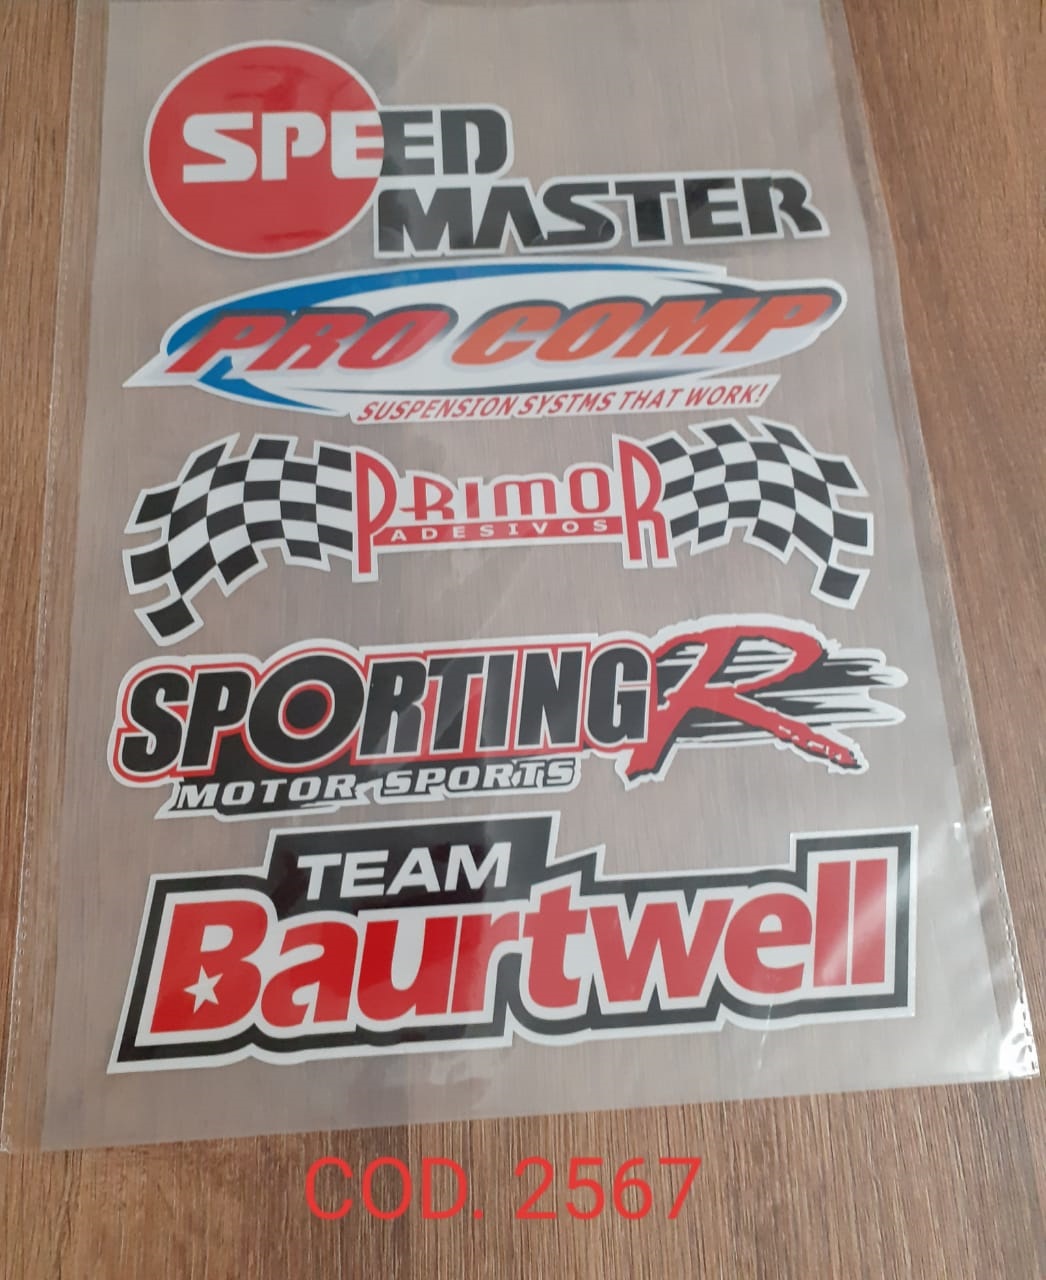 SPEED
MASTER
PRO COMP
SUSPENSION SYSTMS THAT WORK!
PRIMOR
ADESIVOS
SPORTING R
MOTOR SPORTS
TEAM
Baurtwell
COD. 2567